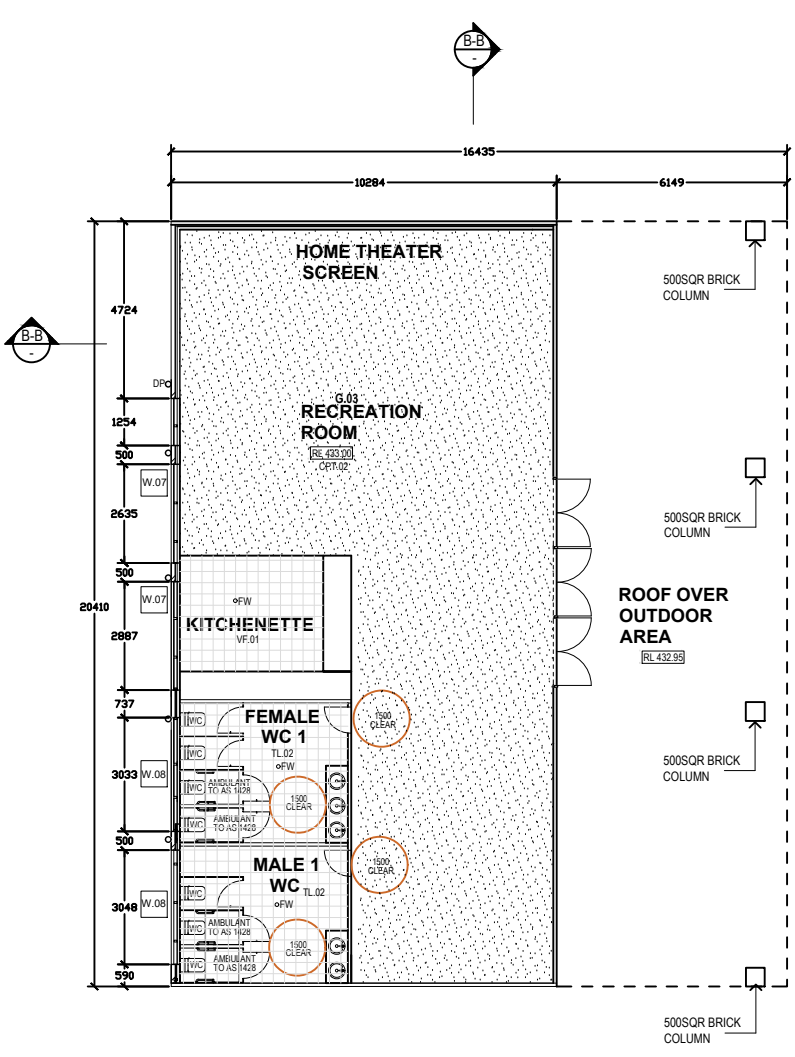 B-B
-
16435
10284
6149
HOME THEATER
SCREEN
500SQR BRICK
COLUMN
4724
B-B
-
DP
G.03
RECREATION
ROOM
RL 433.00
CPT.02
1254
500
W.07
2635
500SQR BRICK
COLUMN
500
W.07
20410
2887
FW
KITCHENETTE
VF.01
ROOF OVER
OUTDOOR
AREA
RL 432.95
737
FEMALE
WC 1
TL.02
FW
WC
WC
1500
CLEAR
500SQR BRICK
COLUMN
3033
W.08
WC
AMBULANT
TO AS 1428
1500
CLEAR
WC
AMBULANT
TO AS 1428
500
MALE 1
WC
TL.02
1500
CLEAR
3048
W.08
WC
FW
WC
AMBULANT
TO AS 1428
1500
CLEAR
WC
AMBULANT
TO AS 1428
590
500SQR BRICK
COLUMN